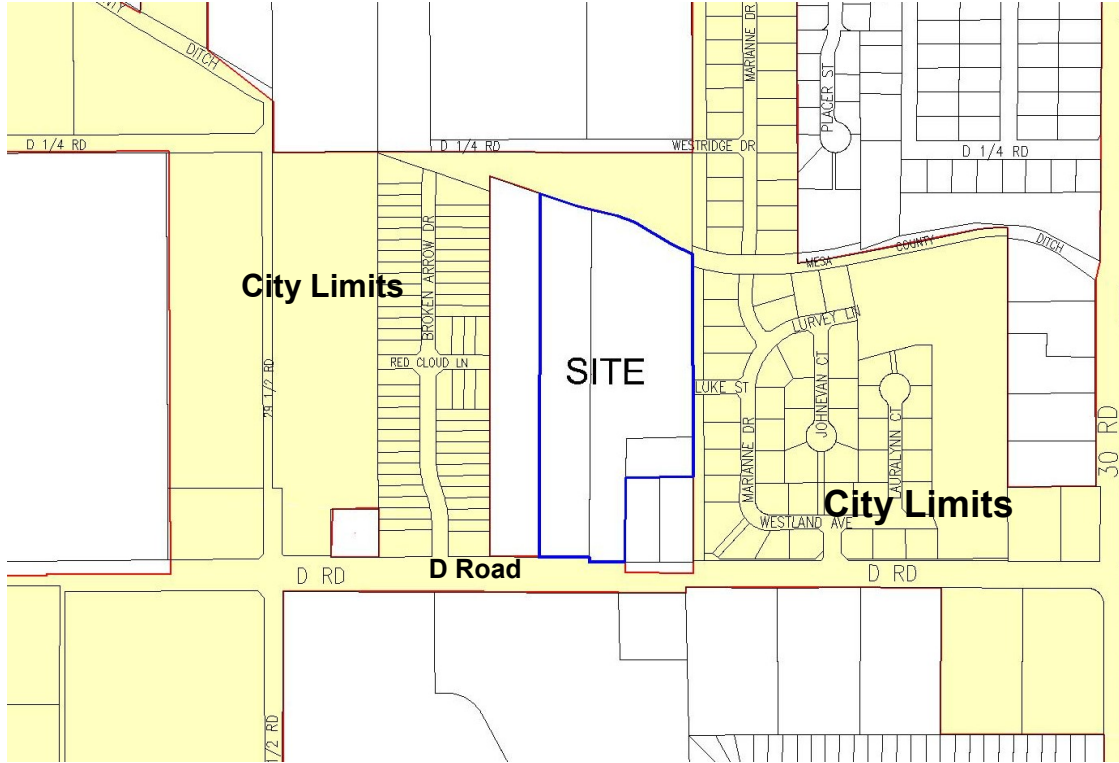 DITCH
MARIANNE DR
PLACER ST
D 1/4 RD
D 1/4 RD
WESTRIDGE DR
D 1/4 RD
BROKEN ARROW DR
MESA
COUNTY
DITCH
City Limits
LURVEY LN
29 1/2 RD
RED CLOUD LN
SITE
LUKE ST
JOHNEVAN CT
LAURALYNN CT
30 RD
MARIANNE DR
City Limits
WESTLAND AVE
D RD
D Road
D RD
1/2 RD